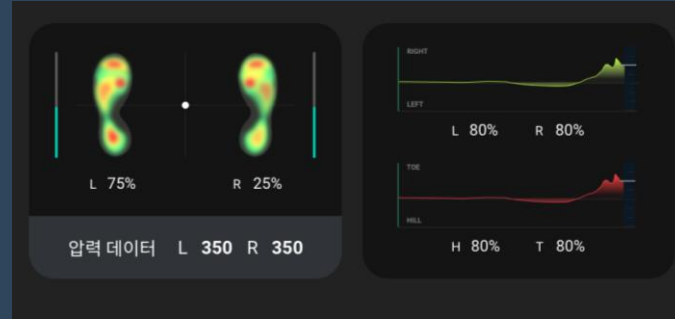 L 75% R 25%
압력 데이터 L 350 R 350
RIGHT
LEFT
L 80% R 80%
TOE
HILL
H 80% T 80%